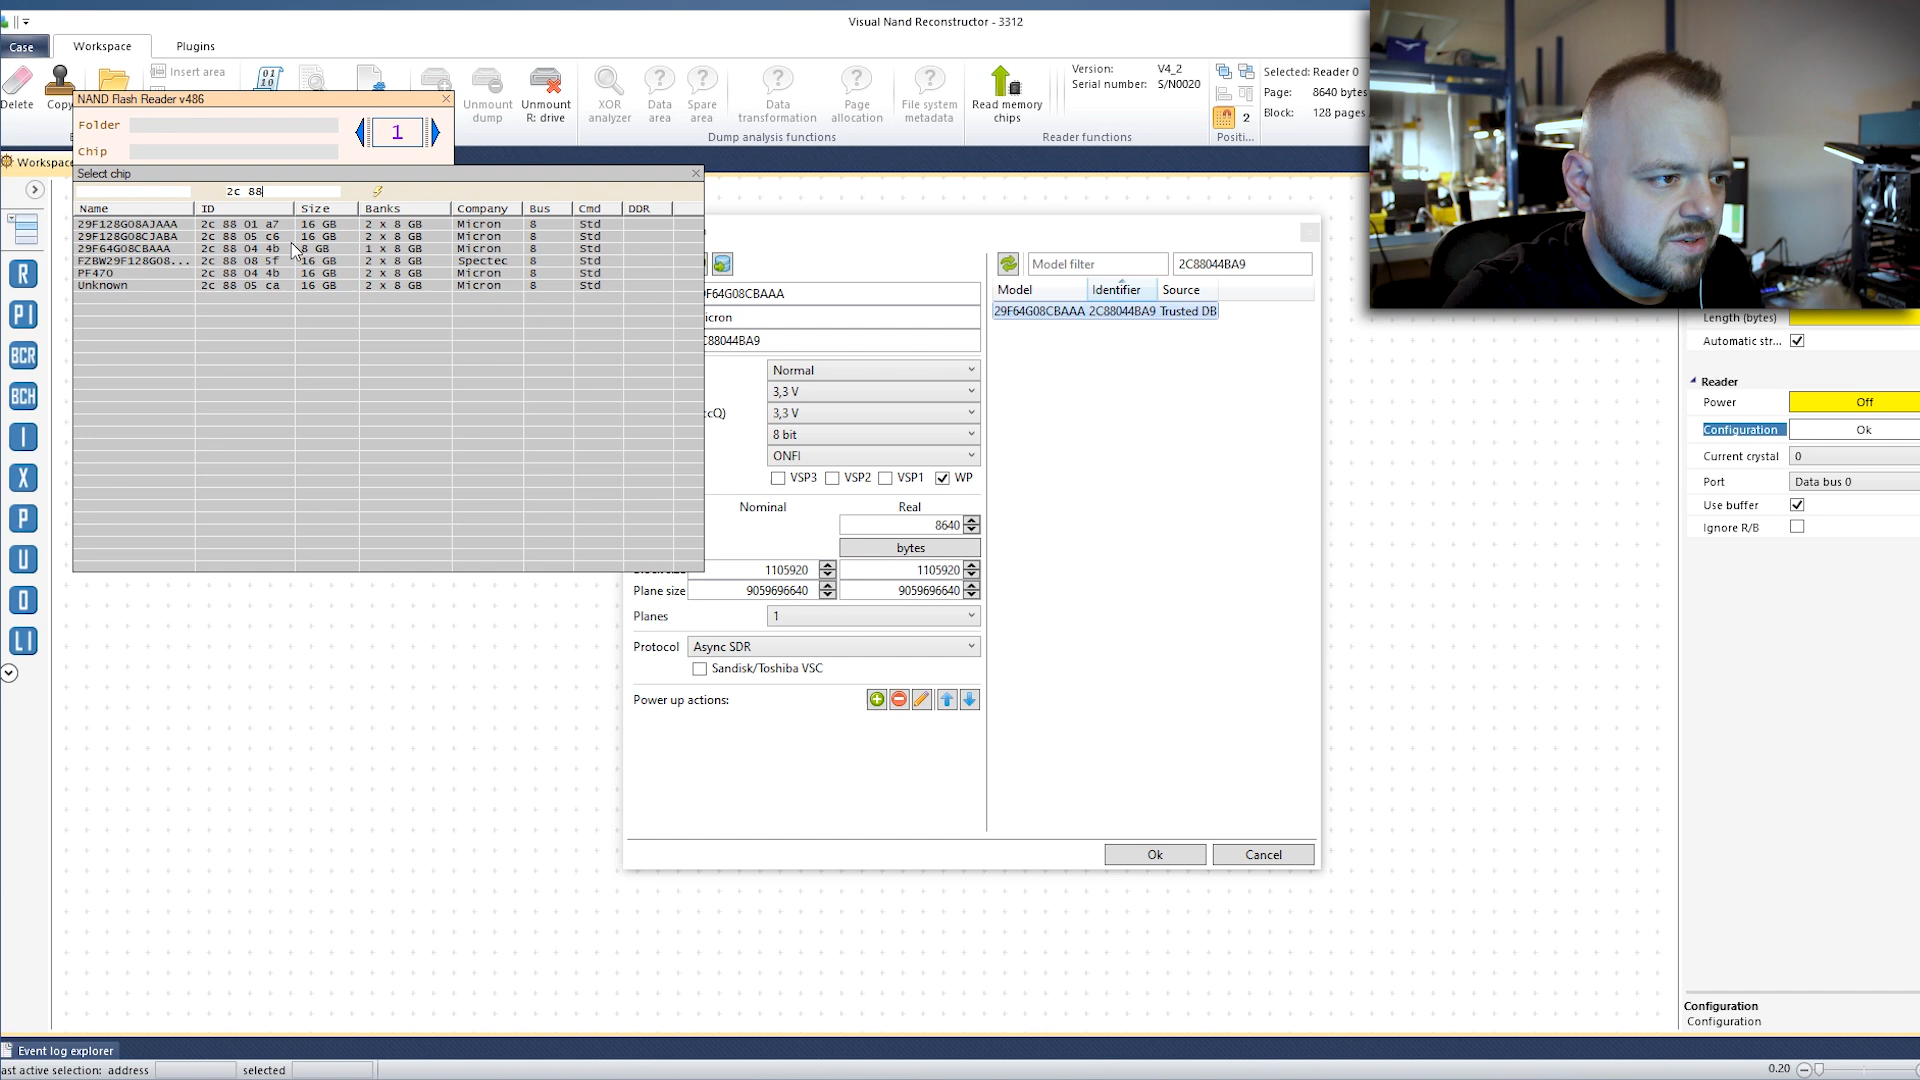 Visual Nand Reconstructor - 3312
Case Workspace Plugins
Insert area
Delete Copy
Unmount dump
Unmount R: drive
XOR analyzer
Data area
Spare area
Data transformation
Page allocation
File system metadata
Dump analysis functions
Read memory chips
Reader functions
Version: V4_2
Serial number: S/N0020
Selected: Reader 0
Page: 8640 bytes
Block: 128 pages
2
Positi...
NAND Flash Reader v486
Folder
Chip
1
Workspace
Select chip
2c 88
Name ID Size Banks Company Bus Cmd DDR
29F128G08AJAAA 2c 88 01 a7 16 GB 2 x 8 GB Micron 8 Std
29F128G08CJABA 2c 88 05 c6 16 GB 2 x 8 GB Micron 8 Std
29F64G08CBAAA 2c 88 04 4b 8 GB 1 x 8 GB Micron 8 Std
FZBW29F128G08... 2c 88 08 5f 16 GB 2 x 8 GB Spectec 8 Std
PF470 2c 88 04 4b 16 GB 2 x 8 GB Micron 8 Std
Unknown 2c 88 05 ca 16 GB 2 x 8 GB Micron 8 Std
R
PI
BCR
BCH
I
X
P
U
O
LI
F64G08CBAAA
icron
C88044BA9
Normal
3,3 V
cQ) 3,3 V
8 bit
ONFI
VSP3 VSP2 VSP1 WP
Nominal Real
8640
bytes
1105920 1105920
Plane size 9059696640 9059696640
Planes 1
Protocol Async SDR
Sandisk/Toshiba VSC
Power up actions:
Model filter 2C88044BA9
Model Identifier Source
29F64G08CBAAA 2C88044BA9 Trusted DB
Ok Cancel
Length (bytes)
Automatic str...
Reader
Power Off
Configuration Ok
Current crystal 0
Port Data bus 0
Use buffer
Ignore R/B
Configuration
Configuration
Event log explorer
ast active selection: address selected
0.20